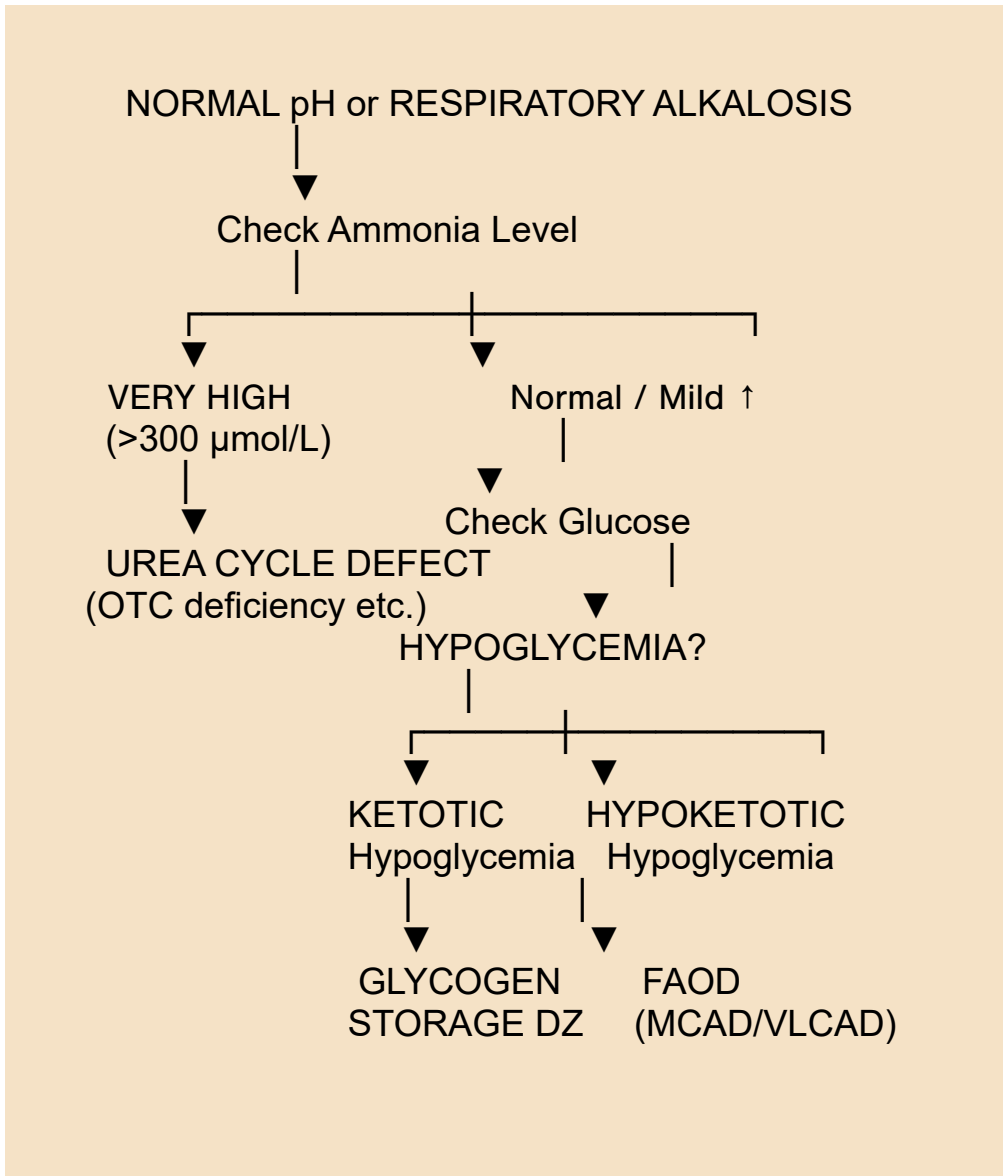 NORMAL pH or RESPIRATORY ALKALOSIS
Check Ammonia Level
VERY HIGH
Normal / Mild ↑
(>300 µmol/L)
Check Glucose
UREA CYCLE DEFECT
(OTC deficiency etc.)
HYPOGLYCEMIA?
KETOTIC HYPOKETOTIC
Hypoglycemia Hypoglycemia
GLYCOGEN FAOD
STORAGE DZ (MCAD/VLCAD)